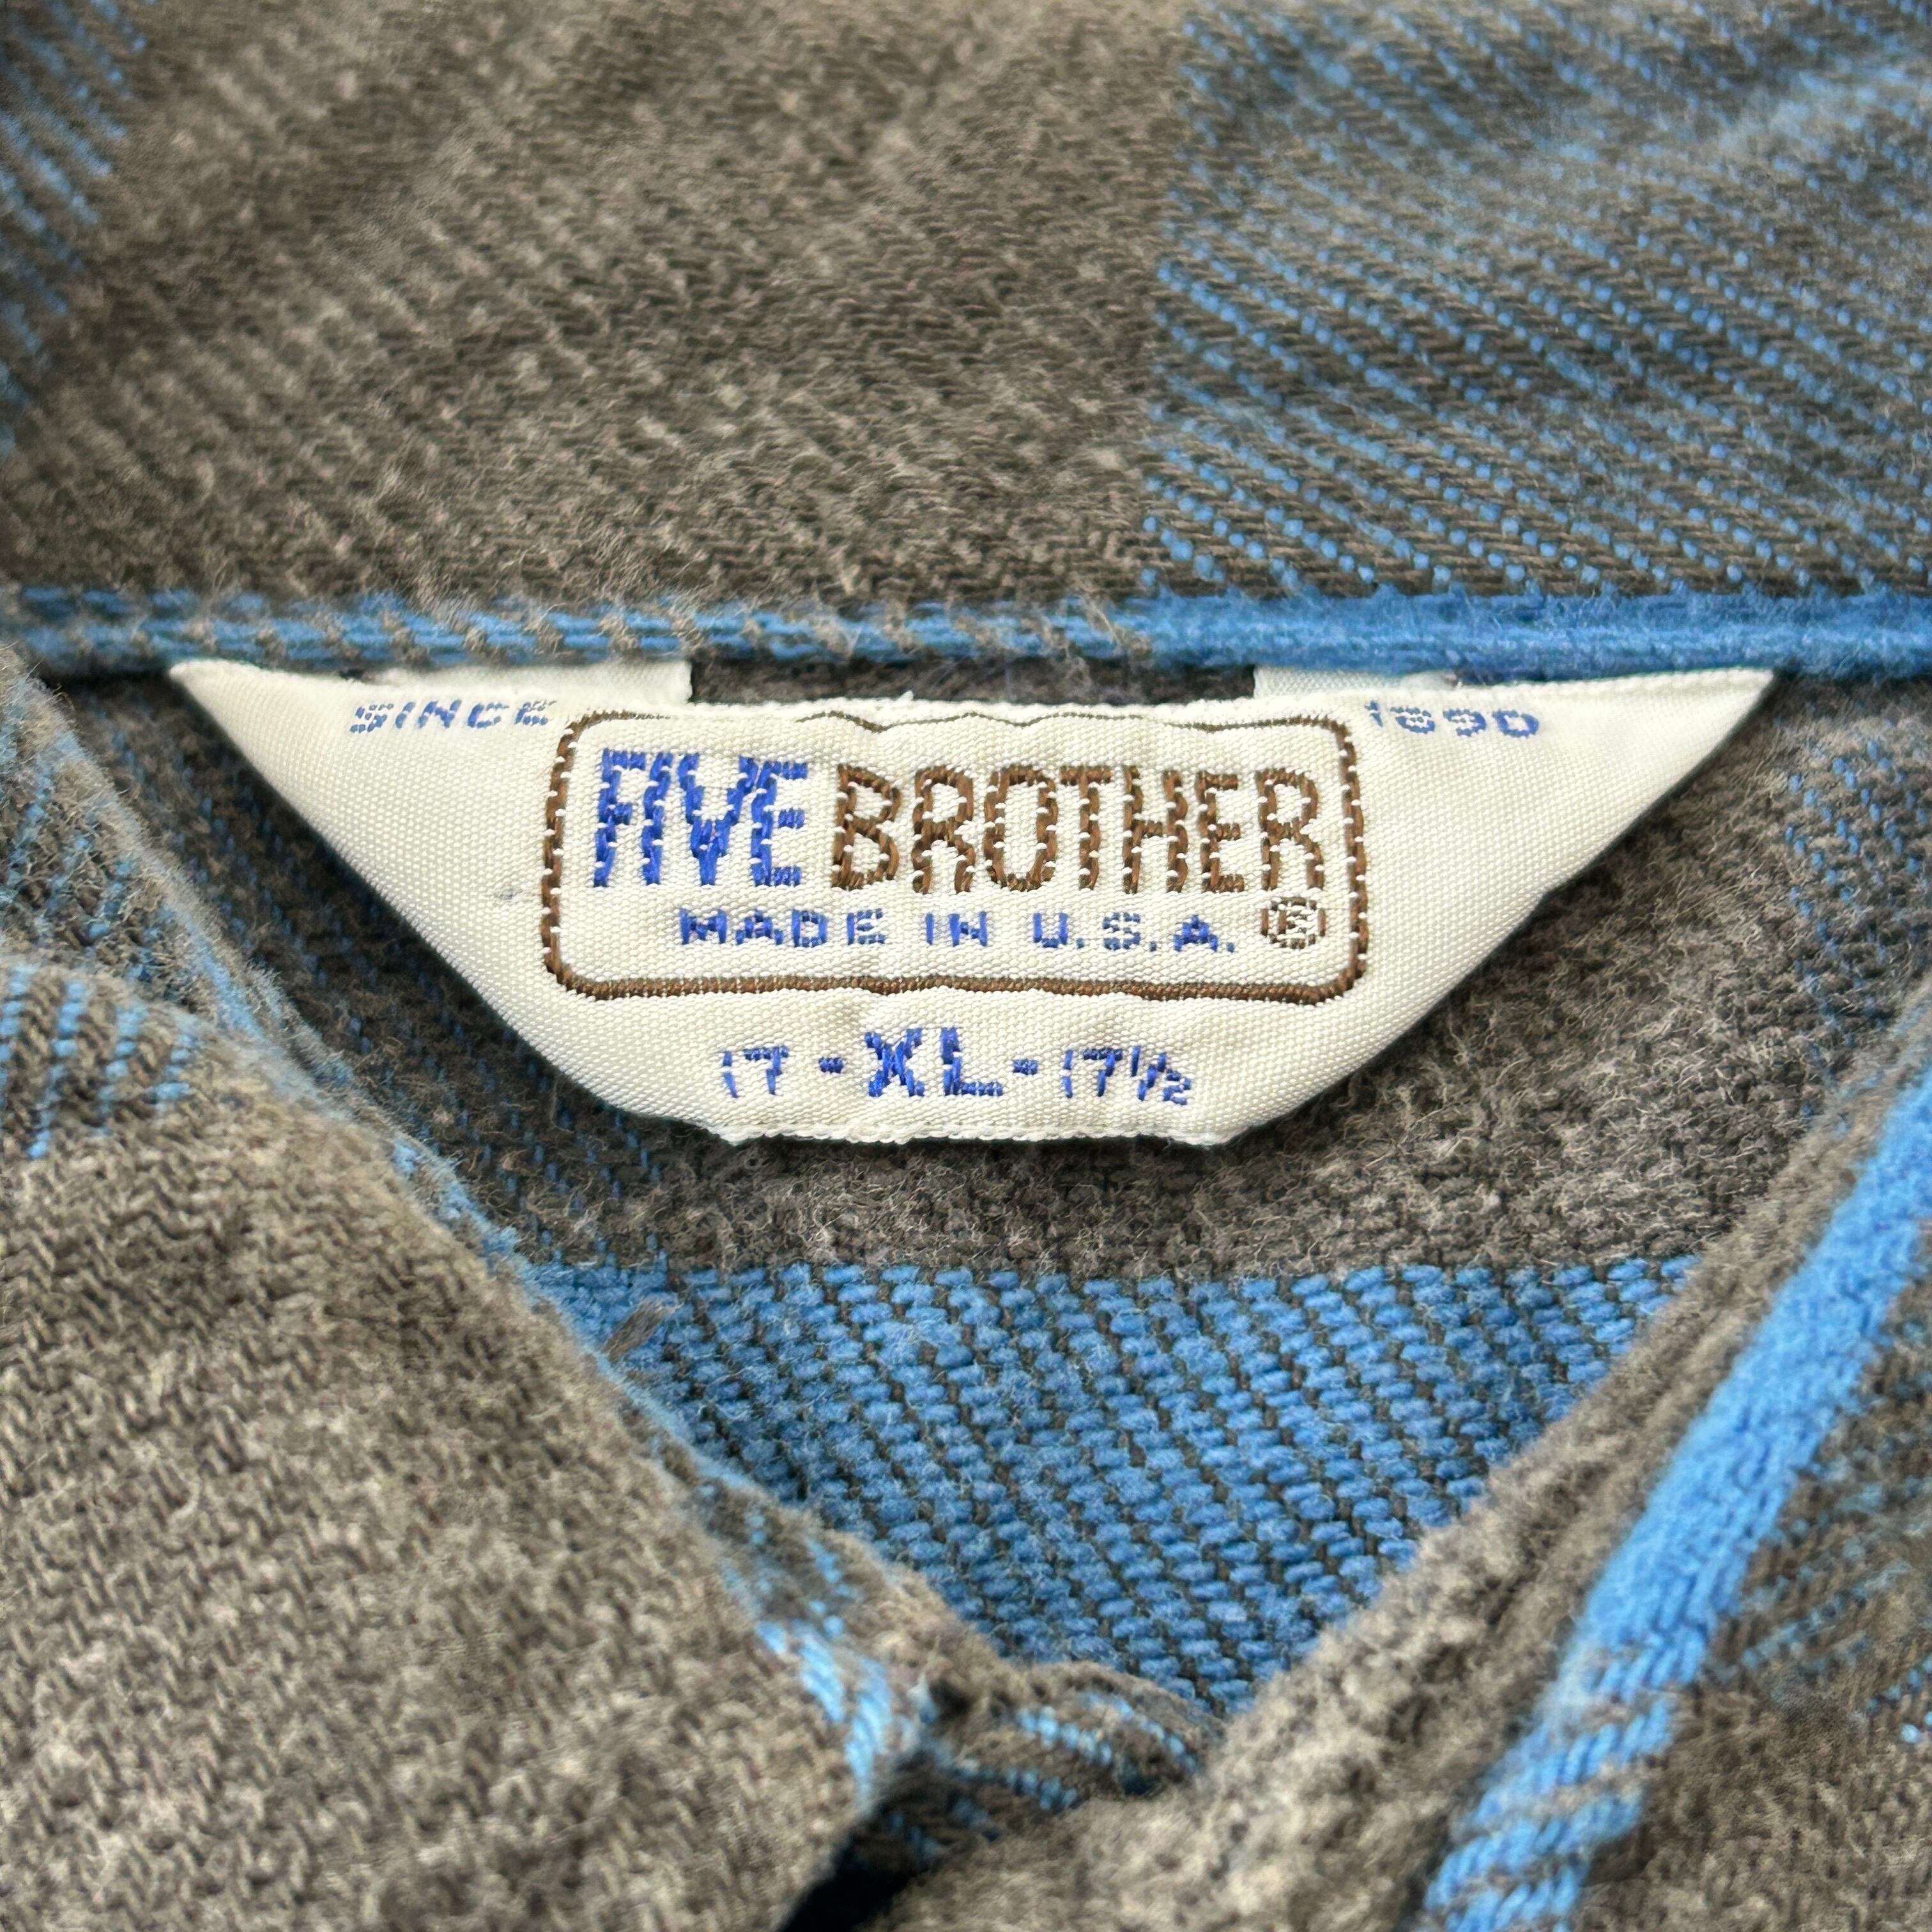 SINCE 1890
FIVE BROTHER
MADE IN U.S.A. ®
17 - XL - 17½